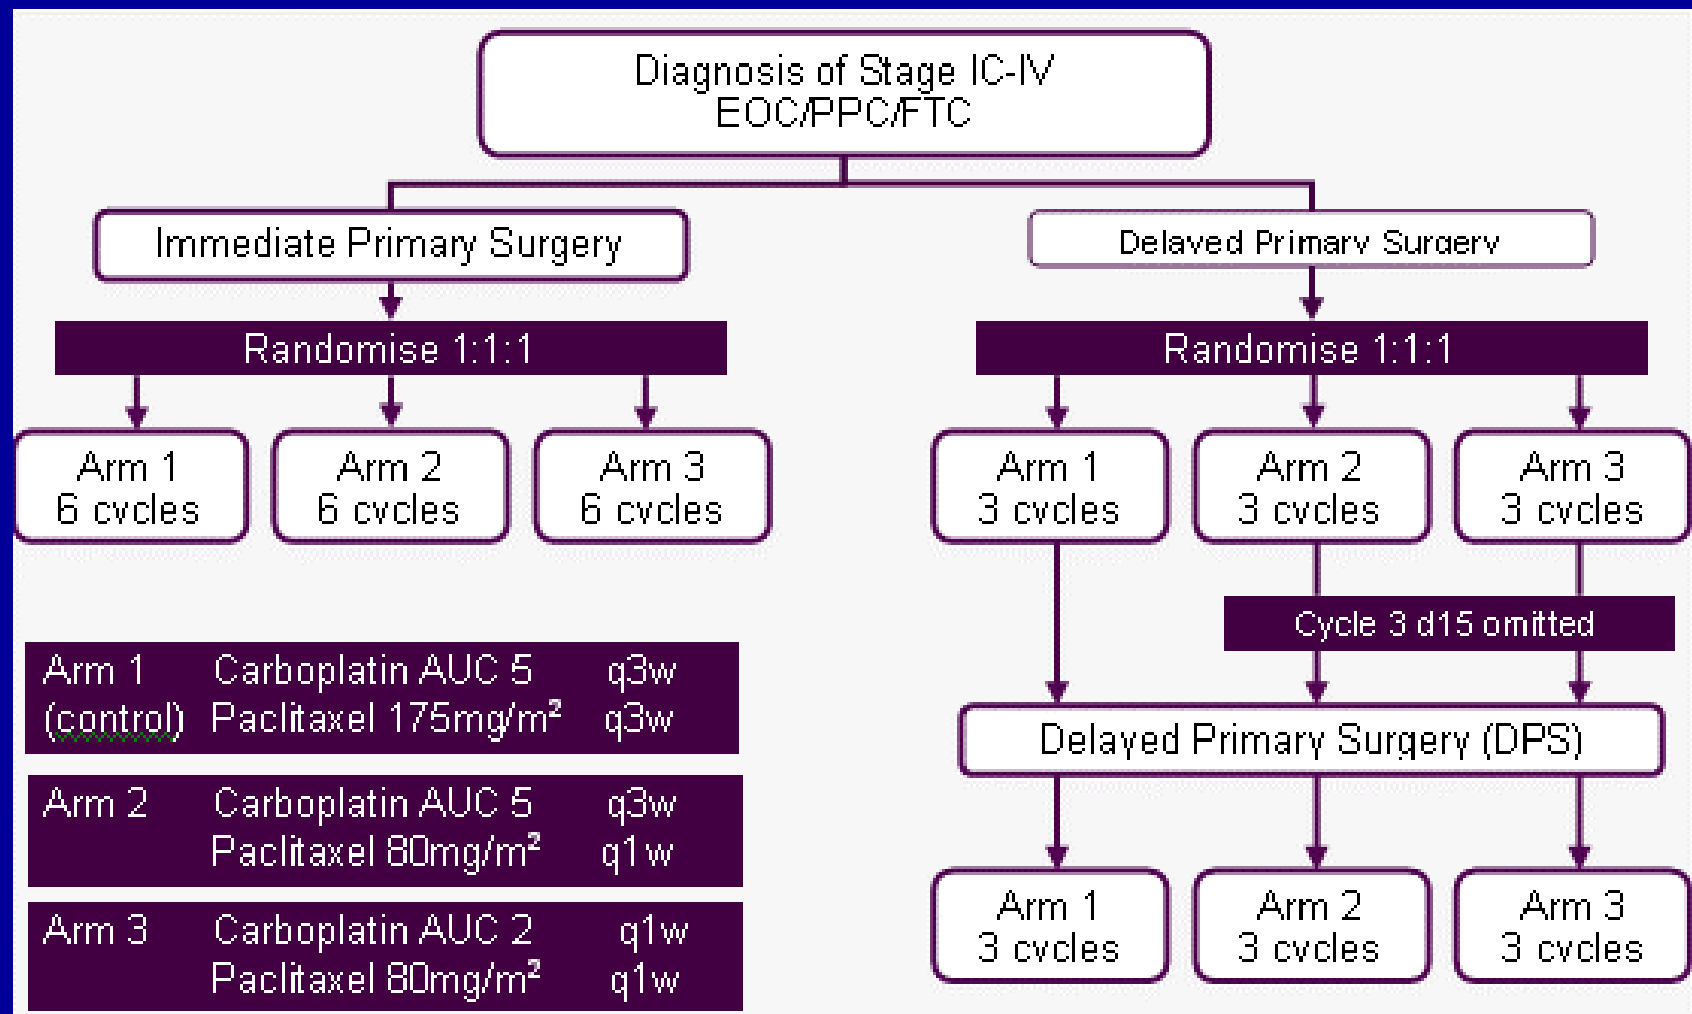 Diagnosis of Stage IC-IV
EOC/PPC/FTC
Immediate Primary Surgery
Delayed Primary Surgery
Randomise 1:1:1
Randomise 1:1:1
Arm 1
6 cycles
Arm 2
6 cycles
Arm 3
6 cycles
Arm 1
3 cycles
Arm 2
3 cycles
Arm 3
3 cycles
Cycle 3 d15 omitted
Arm 1 Carboplatin AUC 5 q3w
(control) Paclitaxel 175mg/m² q3w
Delayed Primary Surgery (DPS)
Arm 2 Carboplatin AUC 5 q3w
Paclitaxel 80mg/m² q1w
Arm 3 Carboplatin AUC 2 q1w
Paclitaxel 80mg/m² q1w
Arm 1
3 cycles
Arm 2
3 cycles
Arm 3
3 cycles